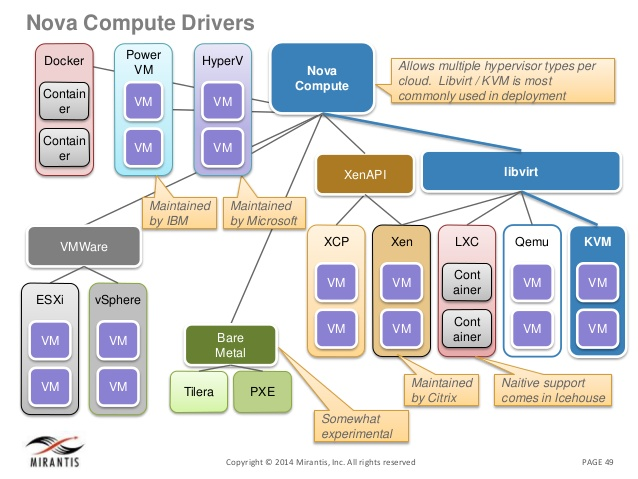 Nova Compute Drivers
Docker
Contain
er
Contain
er
Power
VM
VM
VM
HyperV
VM
VM
Nova
Compute
Allows multiple hypervisor types per
cloud. Libvirt / KVM is most
commonly used in deployment
XenAPI
libvirt
Maintained
by IBM
Maintained
by Microsoft
VMWare
ESXi
VM
VM
vSphere
VM
VM
XCP
VM
VM
Xen
VM
VM
LXC
Cont
ainer
Cont
ainer
Qemu
VM
VM
KVM
VM
VM
Bare
Metal
Tilera
PXE
Somewhat
experimental
Maintained
by Citrix
Naitive support
comes in Icehouse
MIRANTIS
Copyright © 2014 Mirantis, Inc. All rights reserved
PAGE 49